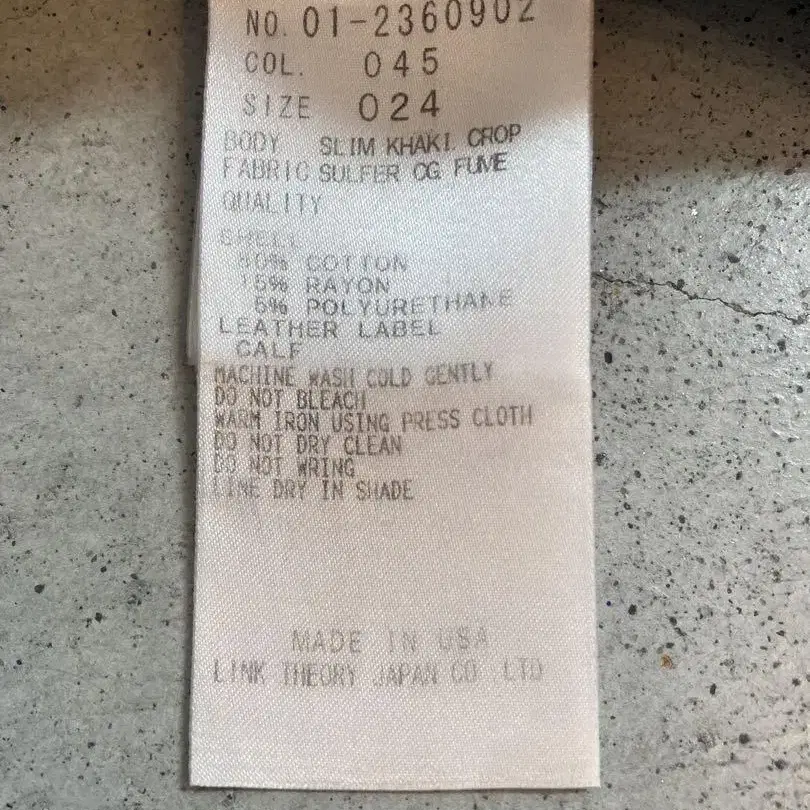 NO. 01-2360902
COL. 045
SIZE 024
BODY SLIM KHAKI CROP
FABRIC SULFER CG FUME
QUALITY
SHELL
80% COTTON
15% RAYON
5% POLYURETHANE
LEATHER LABEL
CALF
MACHINE WASH COLD GENTLY
DO NOT BLEACH
WARM IRON USING PRESS CLOTH
DO NOT DRY CLEAN
DO NOT WRING
LINE DRY IN SHADE
MADE IN USA
LINK THEORY JAPAN CO LTD